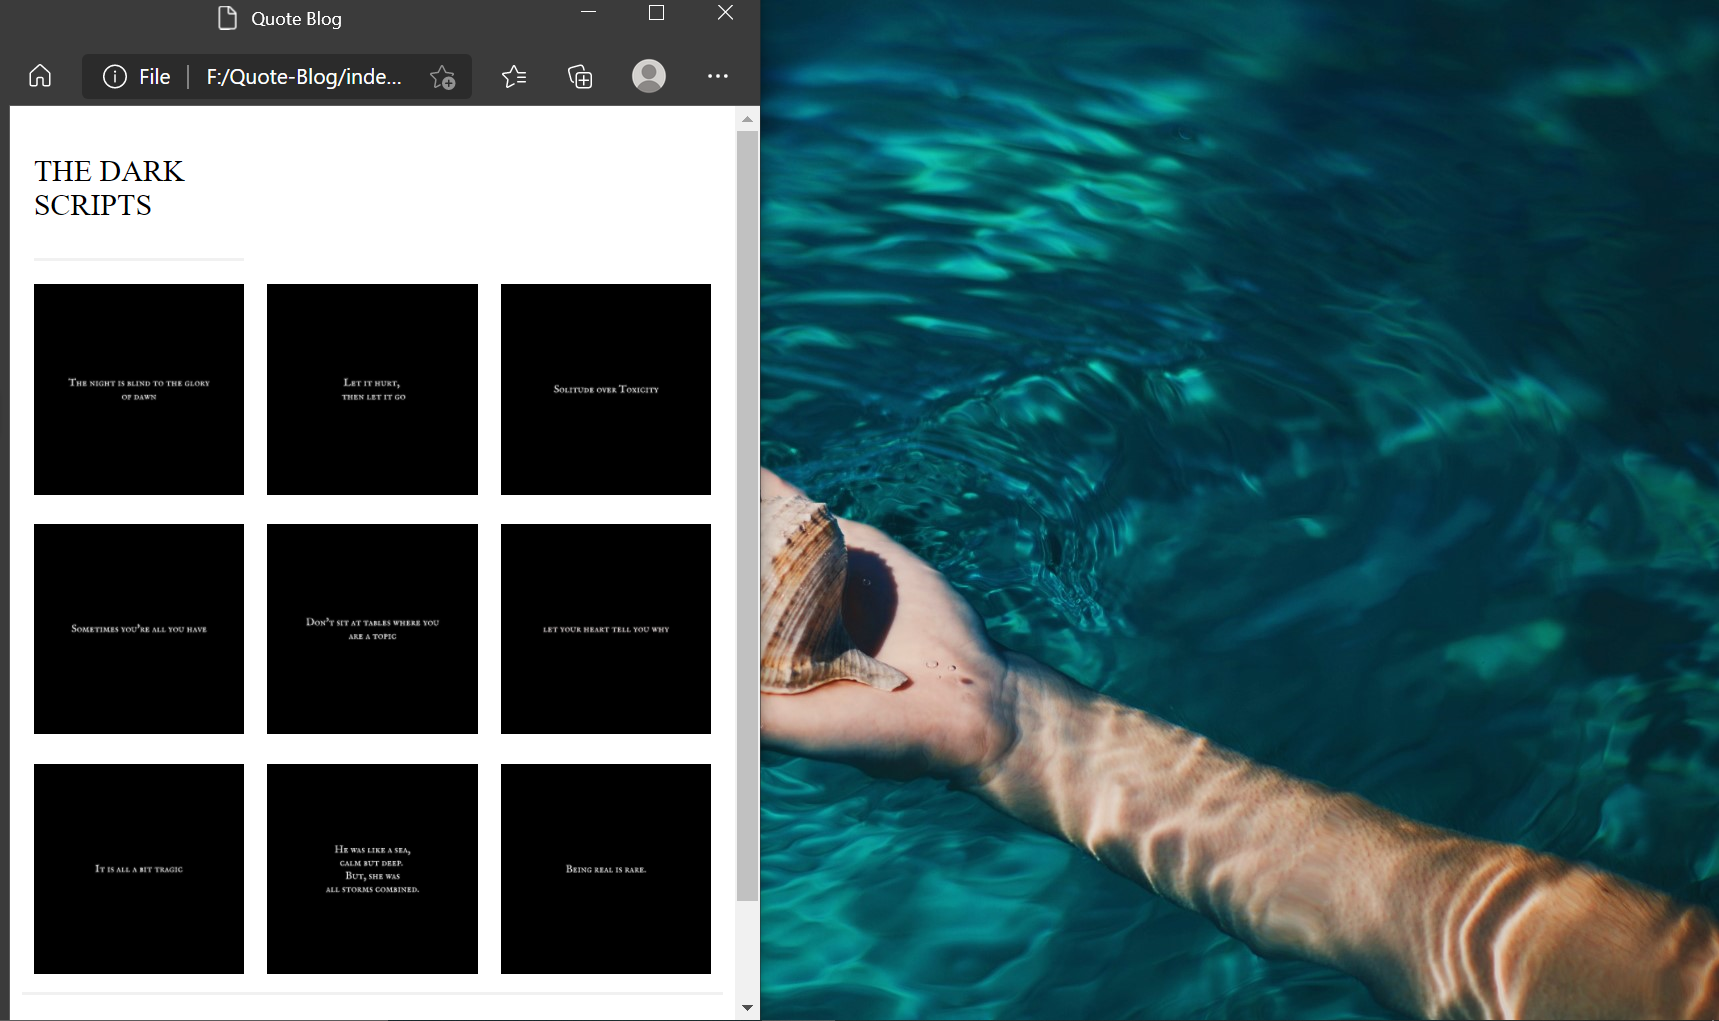 Quote Blog
File
F:/Quote-Blog/inde...
THE DARK
SCRIPTS
The night is blind to the glory
of dawn
Let it hurt,
then let it go
Solitude over Toxicity
Sometimes you're all you have
Don't sit at tables where you
are a topic
let your heart tell you why
It is all a bit tragic
He was like a sea,
calm but deep.
But, she was
all storms combined.
Being real is rare.